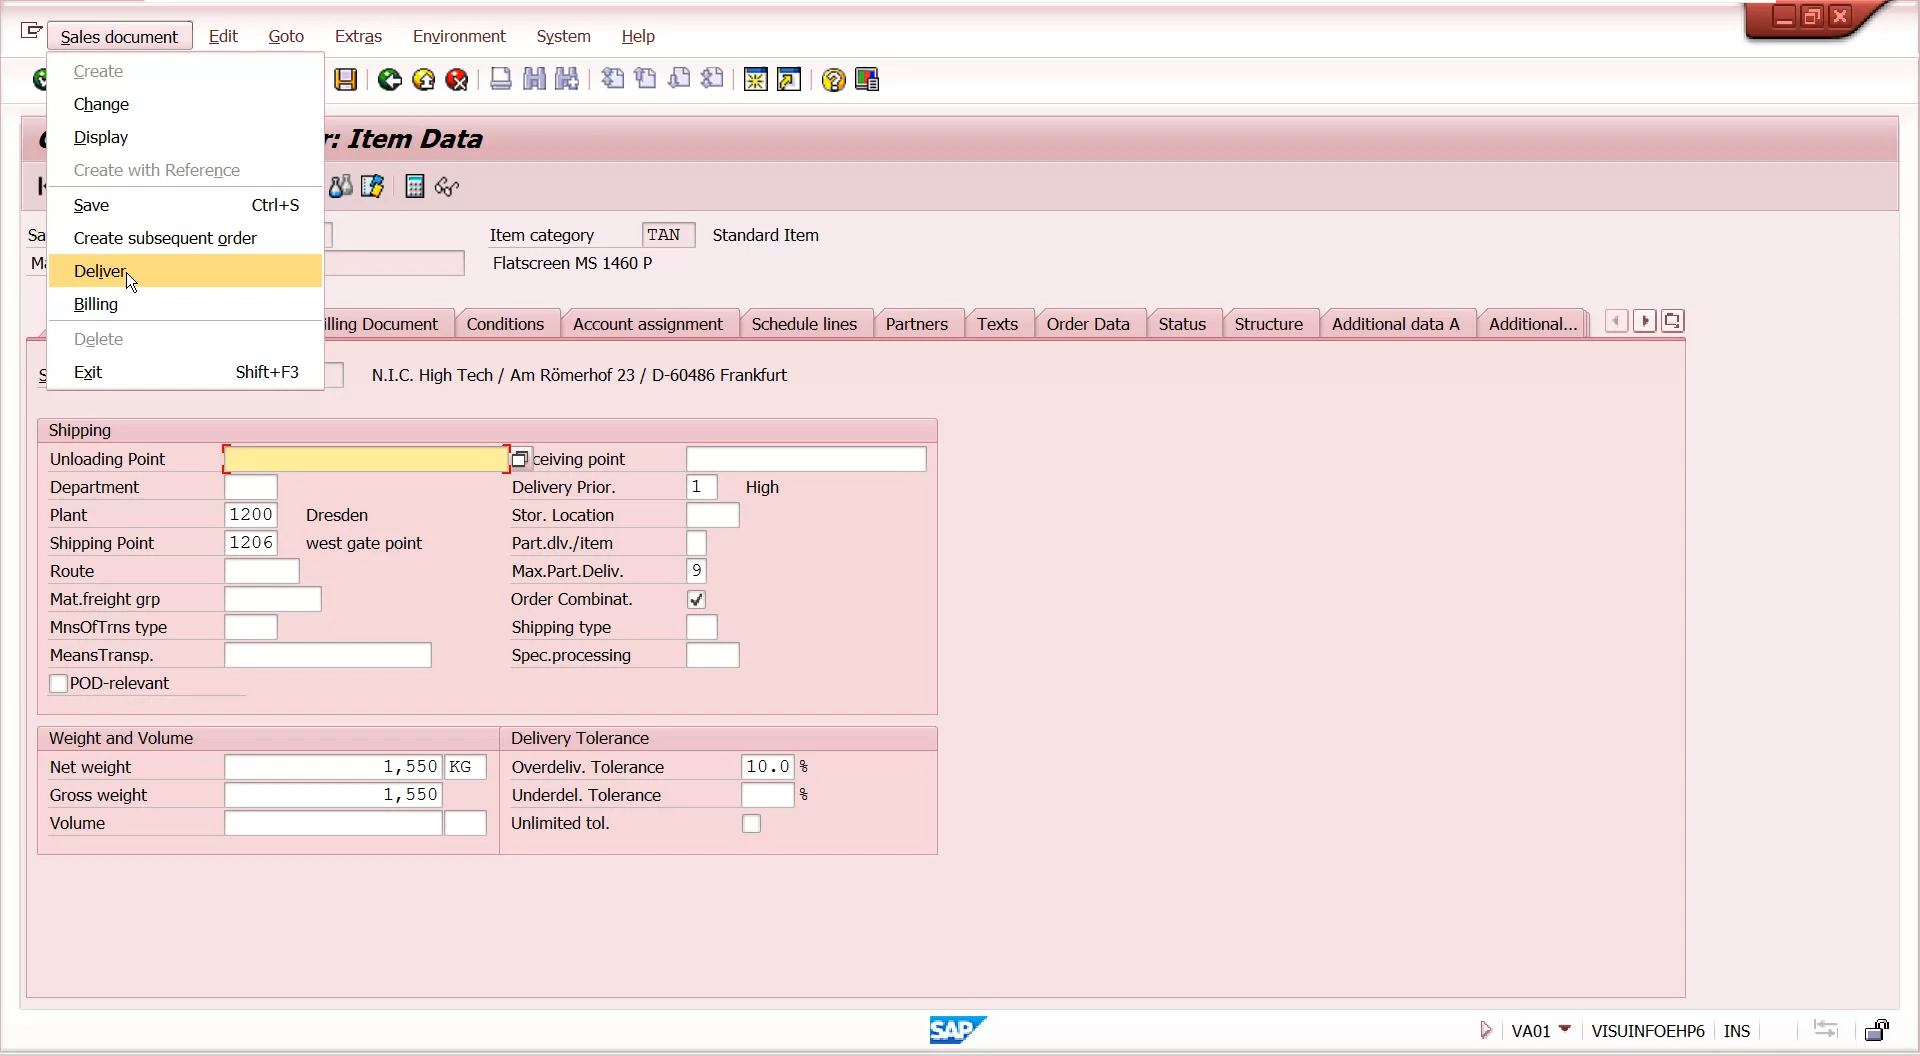 Sales document Edit Goto Extras Environment System Help
Create
Change
Display
Create with Reference
Save Ctrl+S
Create subsequent order
Deliver
Billing
Delete
Exit Shift+F3
r: Item Data
Item category TAN Standard Item
Flatscreen MS 1460 P
lling Document Conditions Account assignment Schedule lines Partners Texts Order Data Status Structure Additional data A Additional...
N.I.C. High Tech / Am Römerhof 23 / D-60486 Frankfurt
Shipping
Unloading Point ceiving point
Department Delivery Prior. 1 High
Plant 1200 Dresden Stor. Location
Shipping Point 1206 west gate point Part.dlv./item
Route Max.Part.Deliv. 9
Mat.freight grp Order Combinat.
MnsOfTrns type Shipping type
MeansTransp. Spec.processing
POD-relevant
Weight and Volume Delivery Tolerance
Net weight 1,550 KG Overdeliv. Tolerance 10.0 %
Gross weight 1,550 Underdel. Tolerance %
Volume Unlimited tol.
SAP VA01 VISUINFOEHP6 INS